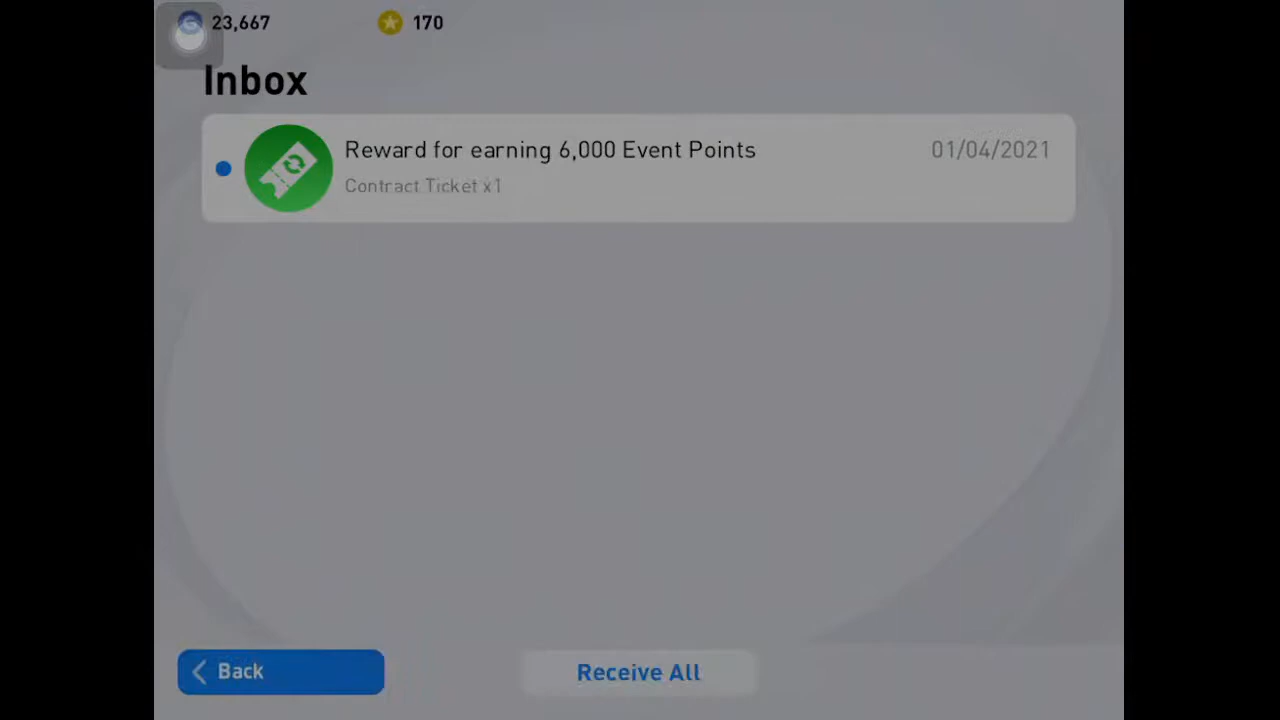 23,667 170
Inbox
Reward for earning 6,000 Event Points 01/04/2021
Contract Ticket x1
Back Receive All